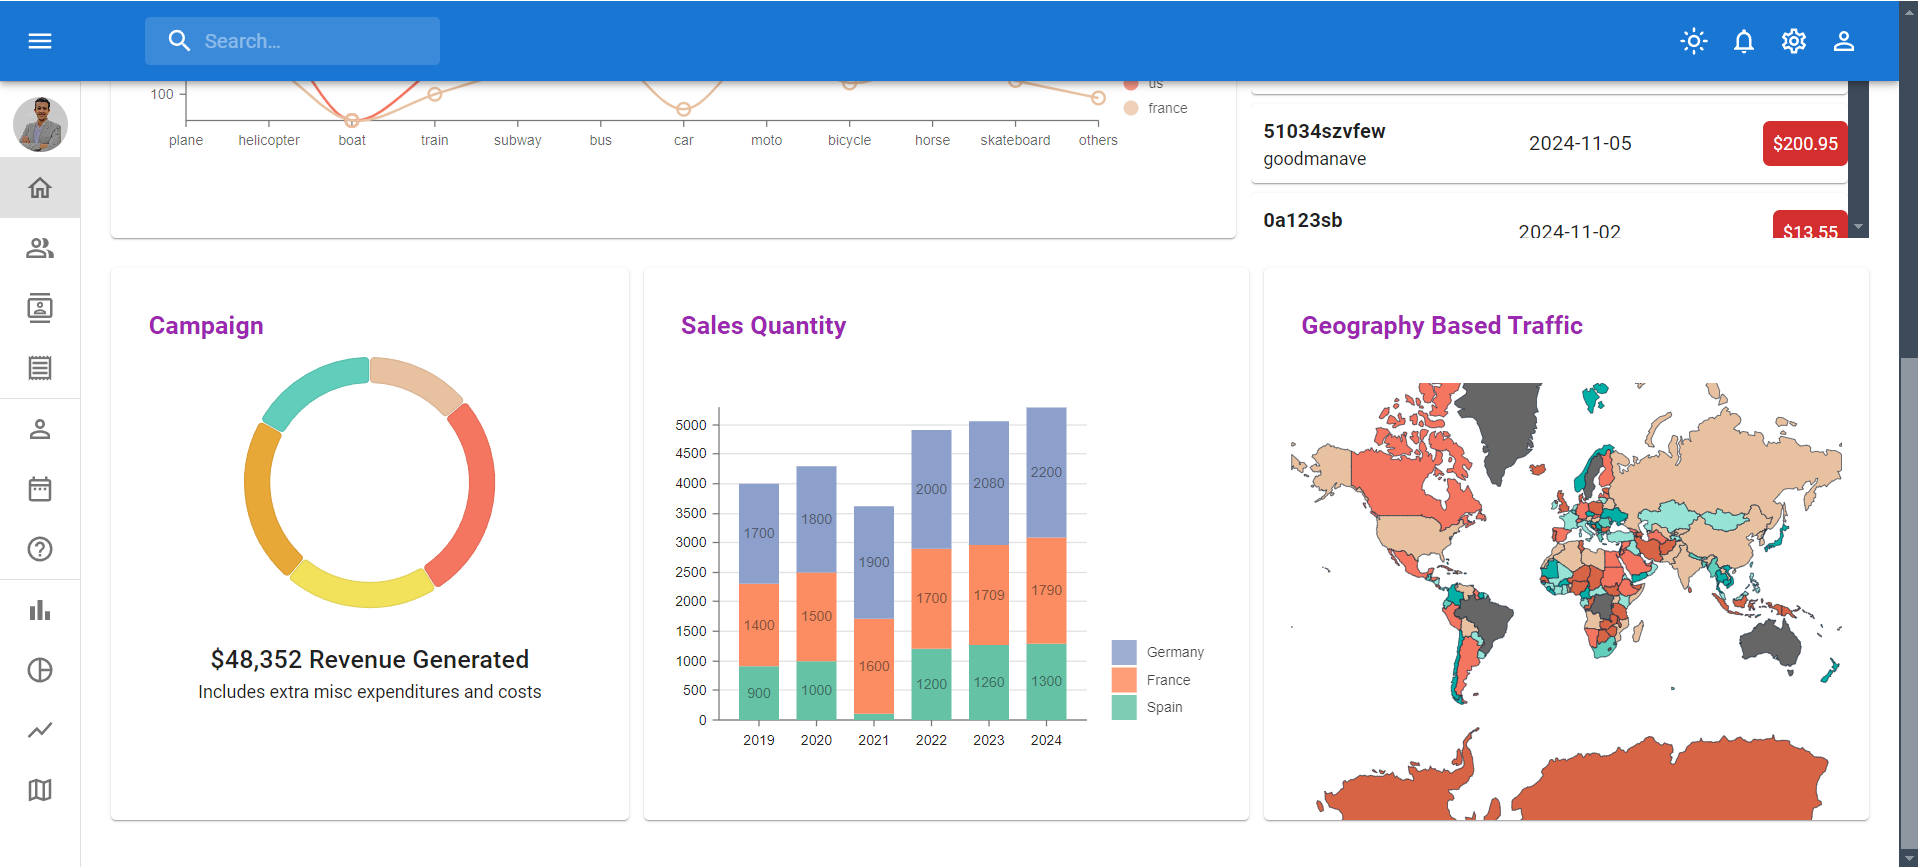 Search…
100
plane helicopter boat train subway bus car moto bicycle horse skateboard others
us
france
51034szvfew
goodmanave
2024-11-05
$200.95
0a123sb
2024-11-02
$13.55
Campaign
$48,352 Revenue Generated
Includes extra misc expenditures and costs
Sales Quantity
5000
4500
4000
3500
3000
2500
2000
1500
1000
500
0
1700 1800 1900 2000 2080 2200
1400 1500 1600 1700 1709 1790
900 1000 1200 1260 1300
2019 2020 2021 2022 2023 2024
Germany
France
Spain
Geography Based Traffic